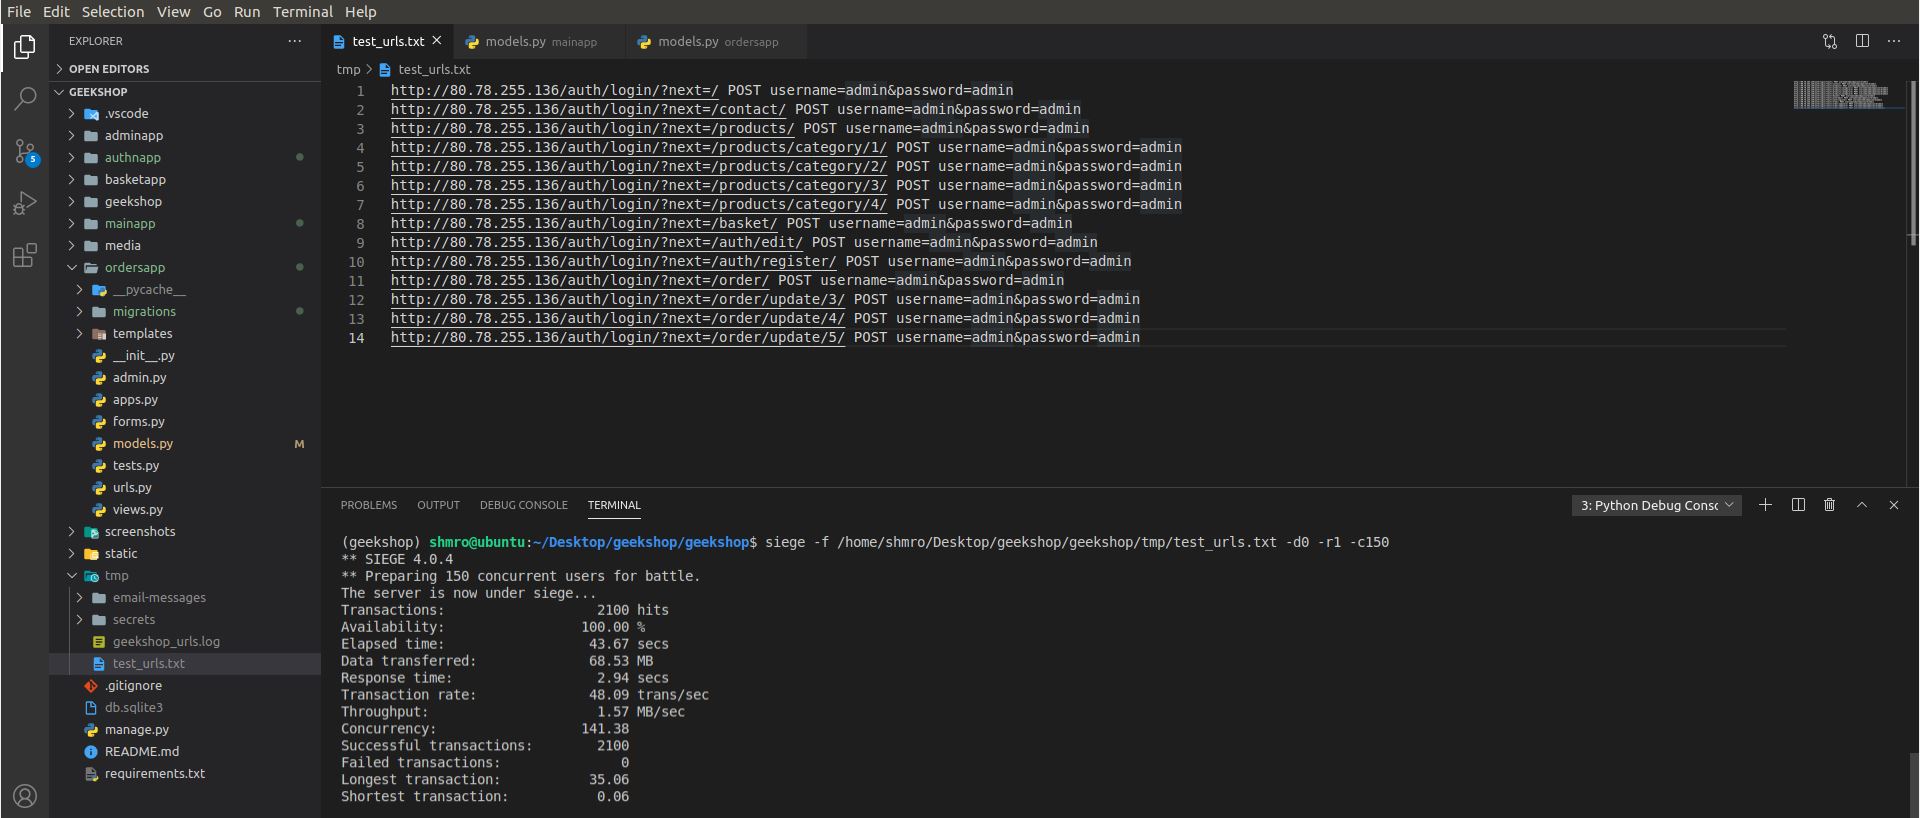 File Edit Selection View Go Run Terminal Help
EXPLORER
OPEN EDITORS
GEEKSHOP
.vscode
adminapp
authnapp
basketapp
geekshop
mainapp
media
ordersapp
__pycache__
migrations
templates
__init__.py
admin.py
apps.py
forms.py
models.py M
tests.py
urls.py
views.py
screenshots
static
tmp
email-messages
secrets
geekshop_urls.log
test_urls.txt
.gitignore
db.sqlite3
manage.py
README.md
requirements.txt
5
test_urls.txt models.py mainapp models.py ordersapp
tmp test_urls.txt
1 http://80.78.255.136/auth/login/?next=/ POST username=admin&password=admin
2 http://80.78.255.136/auth/login/?next=/contact/ POST username=admin&password=admin
3 http://80.78.255.136/auth/login/?next=/products/ POST username=admin&password=admin
4 http://80.78.255.136/auth/login/?next=/products/category/1/ POST username=admin&password=admin
5 http://80.78.255.136/auth/login/?next=/products/category/2/ POST username=admin&password=admin
6 http://80.78.255.136/auth/login/?next=/products/category/3/ POST username=admin&password=admin
7 http://80.78.255.136/auth/login/?next=/products/category/4/ POST username=admin&password=admin
8 http://80.78.255.136/auth/login/?next=/basket/ POST username=admin&password=admin
9 http://80.78.255.136/auth/login/?next=/auth/edit/ POST username=admin&password=admin
10 http://80.78.255.136/auth/login/?next=/auth/register/ POST username=admin&password=admin
11 http://80.78.255.136/auth/login/?next=/order/ POST username=admin&password=admin
12 http://80.78.255.136/auth/login/?next=/order/update/3/ POST username=admin&password=admin
13 http://80.78.255.136/auth/login/?next=/order/update/4/ POST username=admin&password=admin
14 http://80.78.255.136/auth/login/?next=/order/update/5/ POST username=admin&password=admin
PROBLEMS OUTPUT DEBUG CONSOLE TERMINAL 3: Python Debug Consc
(geekshop) shmro@ubuntu:~/Desktop/geekshop/geekshop$ siege -f /home/shmro/Desktop/geekshop/geekshop/tmp/test_urls.txt -d0 -r1 -c150
** SIEGE 4.0.4
** Preparing 150 concurrent users for battle.
The server is now under siege...
Transactions: 2100 hits
Availability: 100.00 %
Elapsed time: 43.67 secs
Data transferred: 68.53 MB
Response time: 2.94 secs
Transaction rate: 48.09 trans/sec
Throughput: 1.57 MB/sec
Concurrency: 141.38
Successful transactions: 2100
Failed transactions: 0
Longest transaction: 35.06
Shortest transaction: 0.06